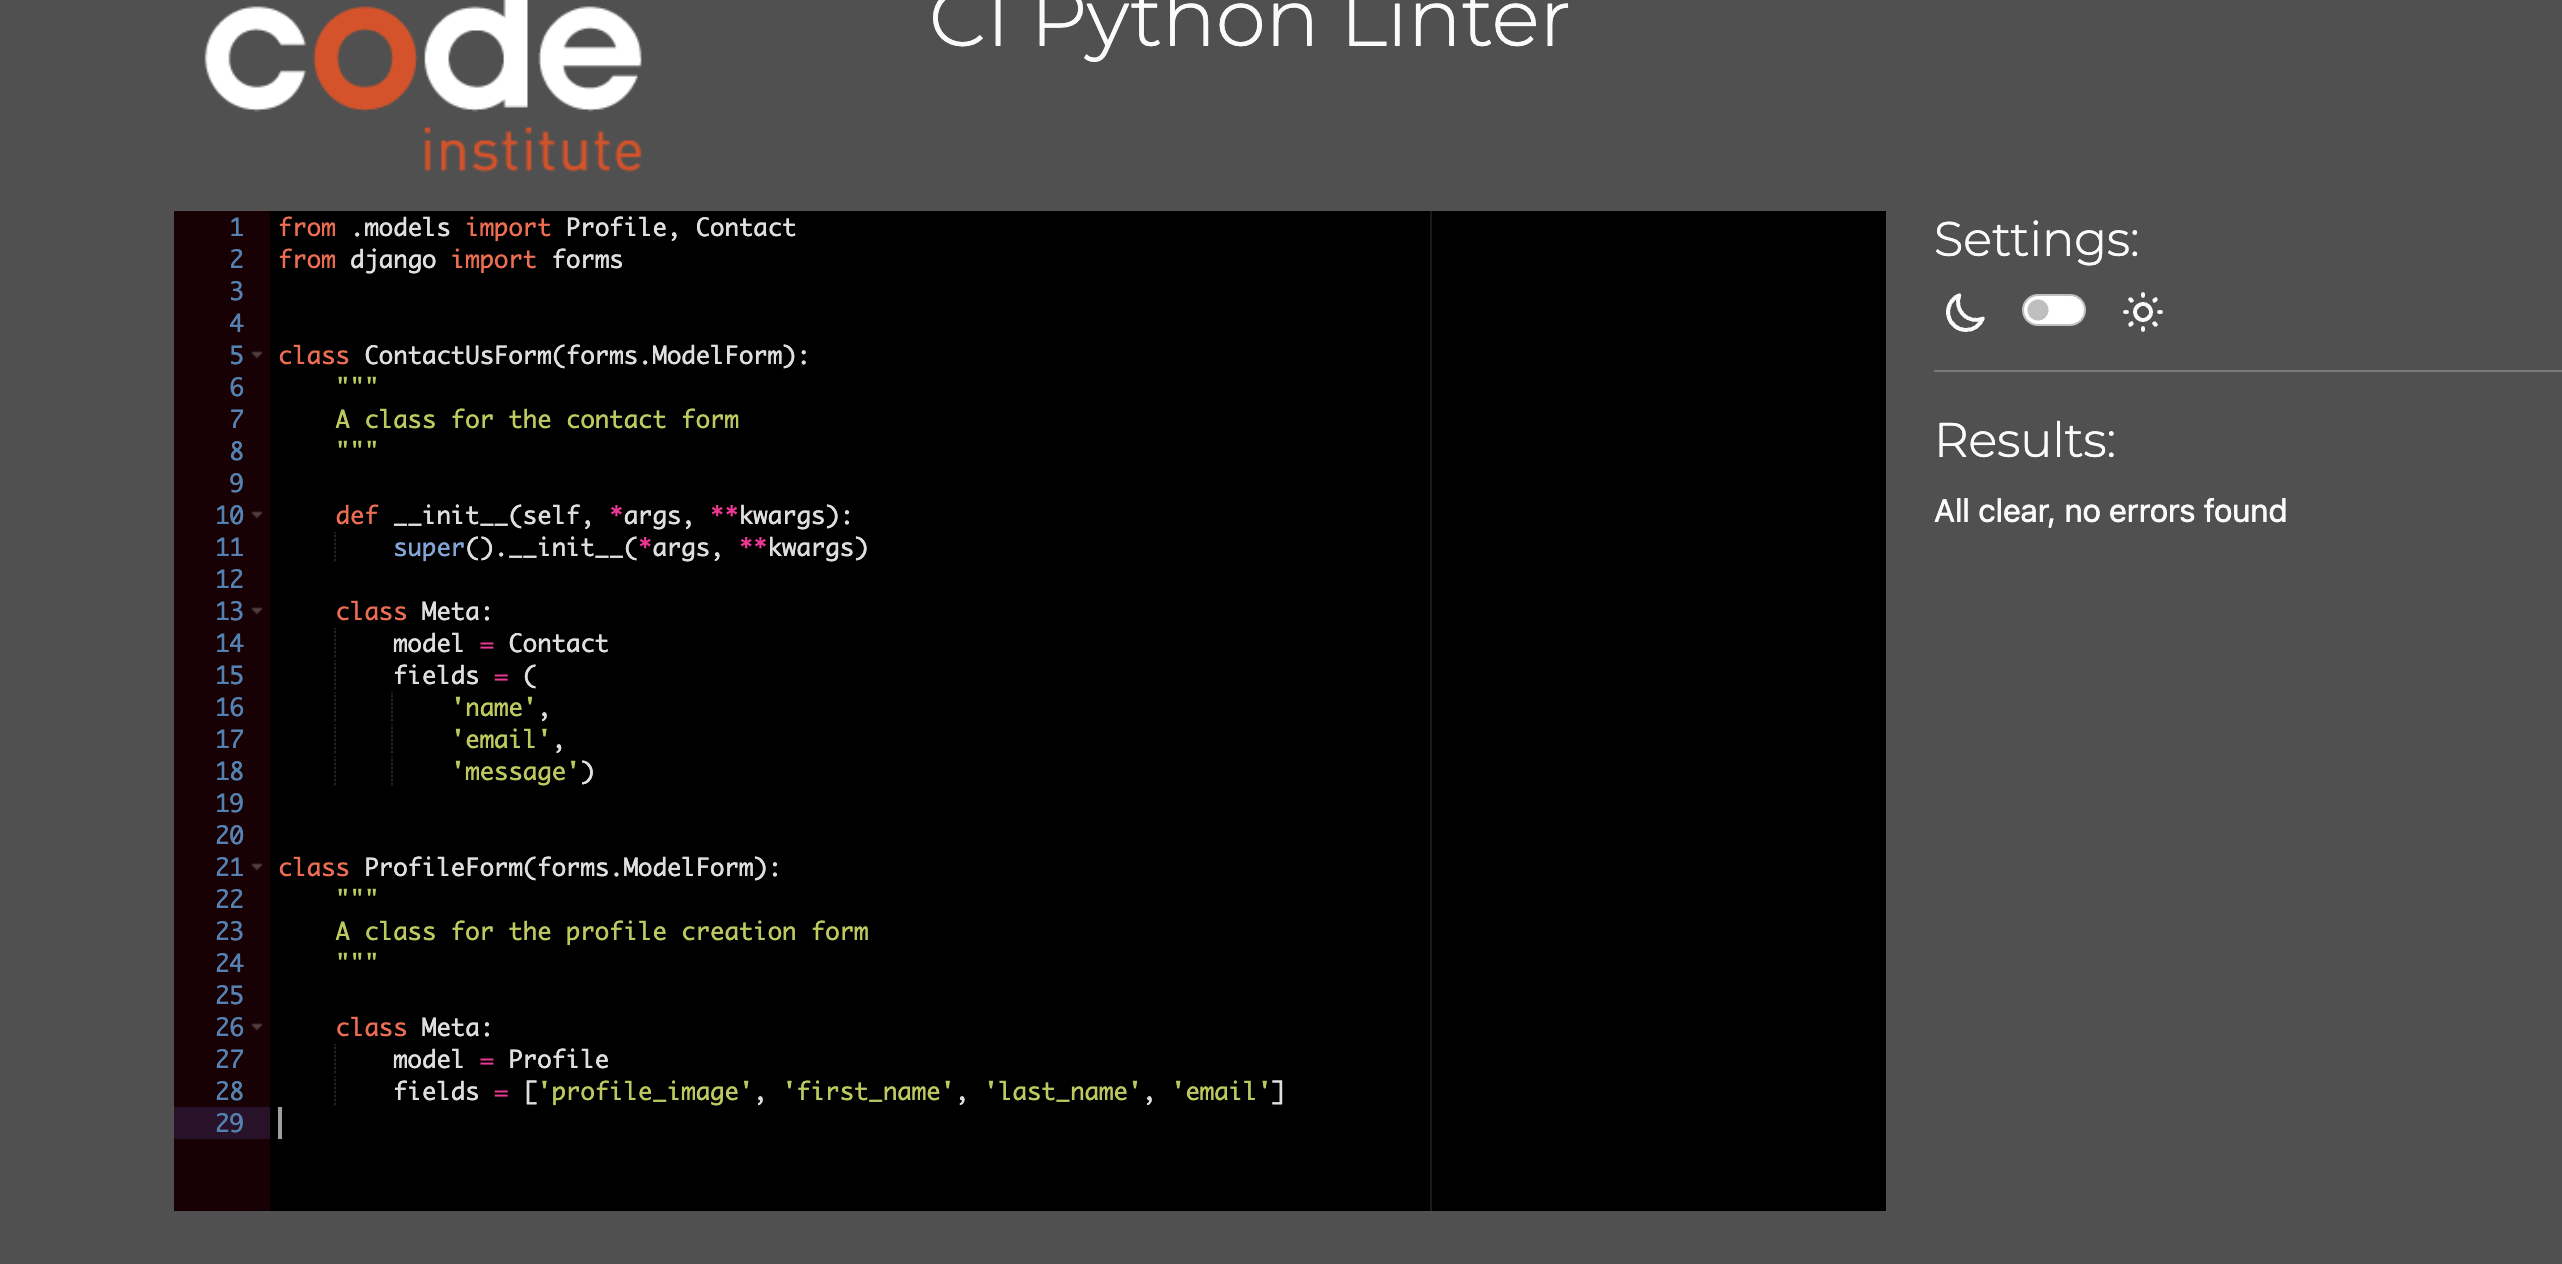 code
institute
CI Python Linter
1 from .models import Profile, Contact
2 from django import forms
3
4
5 class ContactUsForm(forms.ModelForm):
6     """
7     A class for the contact form
8     """
9
10     def __init__(self, *args, **kwargs):
11         super().__init__(*args, **kwargs)
12
13     class Meta:
14         model = Contact
15         fields = (
16             'name',
17             'email',
18             'message')
19
20
21 class ProfileForm(forms.ModelForm):
22     """
23     A class for the profile creation form
24     """
25
26     class Meta:
27         model = Profile
28         fields = ['profile_image', 'first_name', 'last_name', 'email']
29
Settings:
Results:
All clear, no errors found